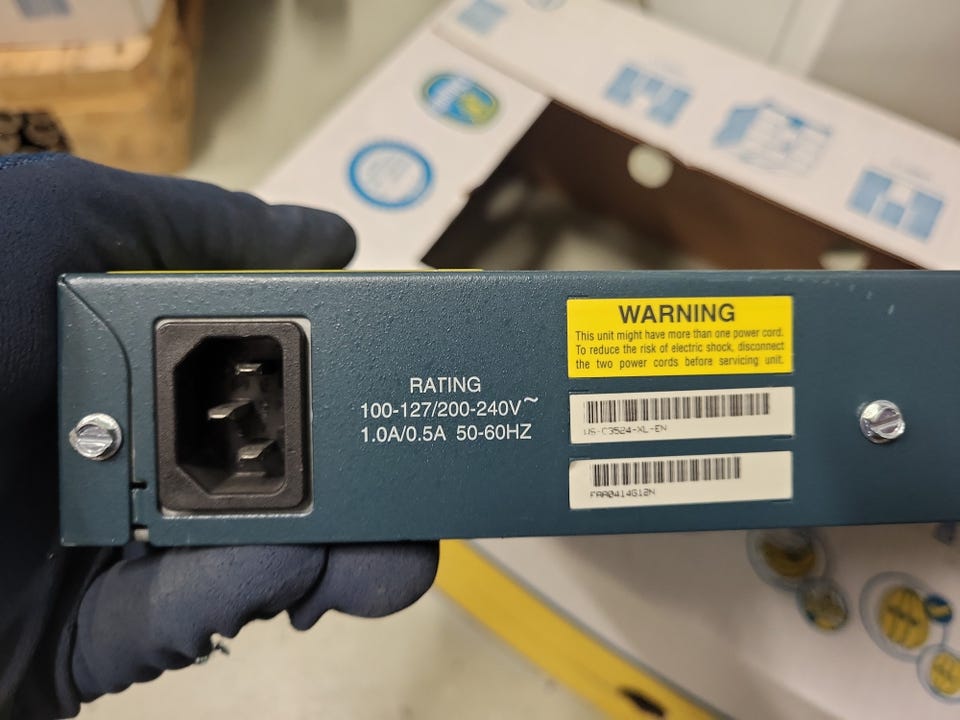 RATING
100-127/200-240V~
1.0A/0.5A 50-60HZ
WARNING
This unit might have more than one power cord.
To reduce the risk of electric shock, disconnect
the two power cords before servicing unit.
WS-C3524-XL-EN
FAA0414G12N